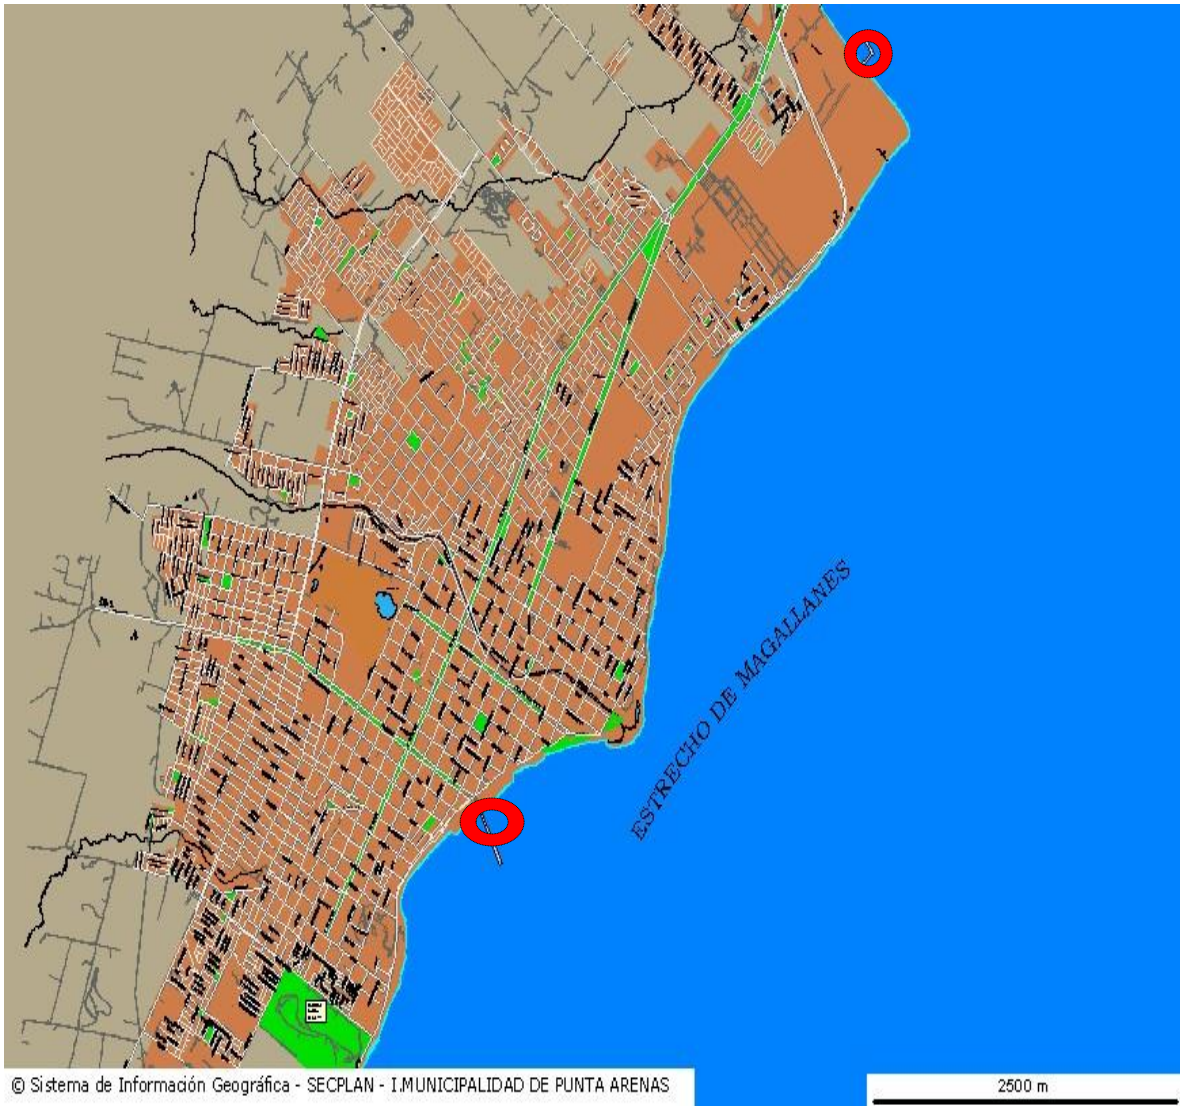 ESTRECHO DE MAGALLANES
© Sistema de Información Geográfica - SECPLAN - I.MUNICIPALIDAD DE PUNTA ARENAS
2500 m